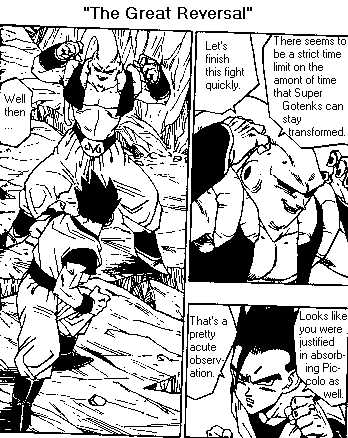 "The Great Reversal"
There seems to
be a strict time
limit on the
amont of time
that Super
Gotenks can
stay
transformed.
Let's
finish
this fight
quickly.
Looks like
you were
justified
in absorb-
ing Pic-
colo as
well.
That's a
pretty
acute
observ-
ation.
Well
then
...
M